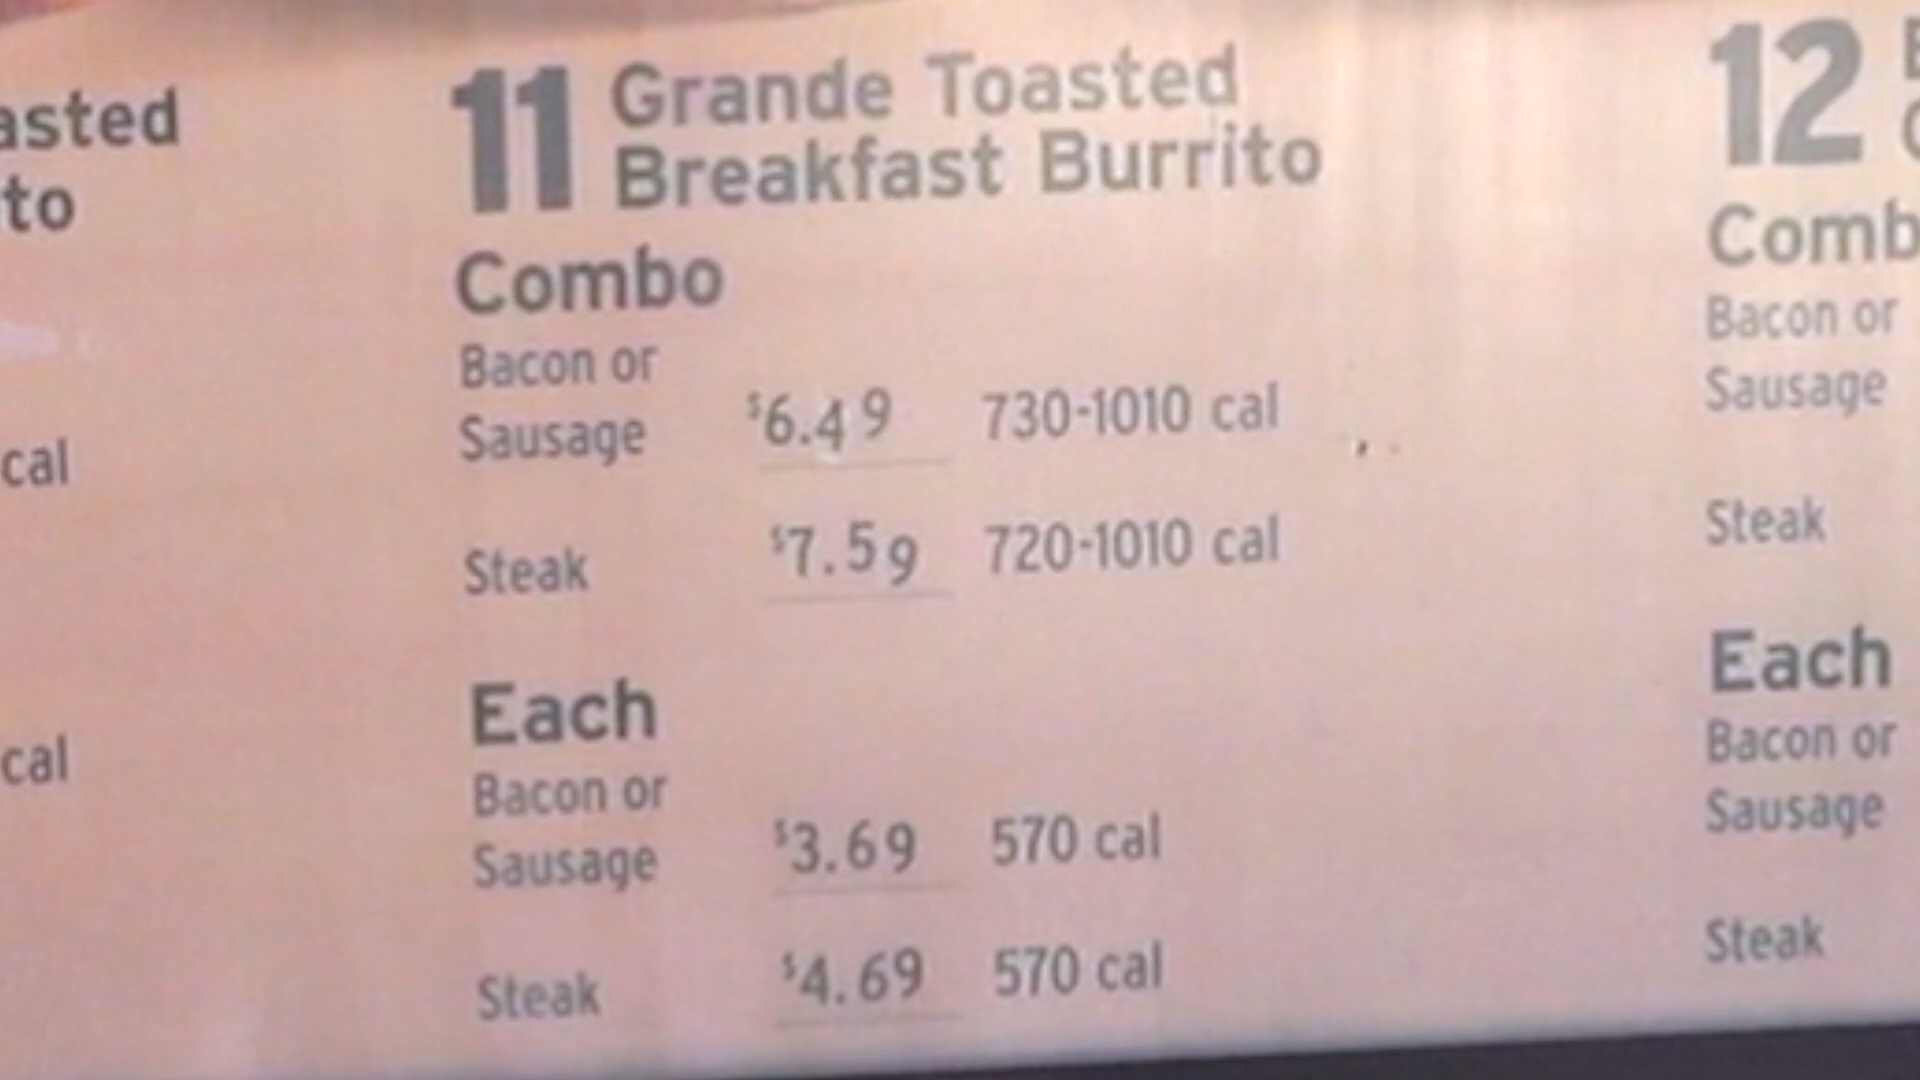 asted
to
cal
cal
11 Grande Toasted
Breakfast Burrito
Combo
Bacon or
Sausage $6.49 730-1010 cal
Steak $7.59 720-1010 cal
Each
Bacon or
Sausage $3.69 570 cal
Steak $4.69 570 cal
12
Comb
Bacon or
Sausage
Steak
Each
Bacon or
Sausage
Steak